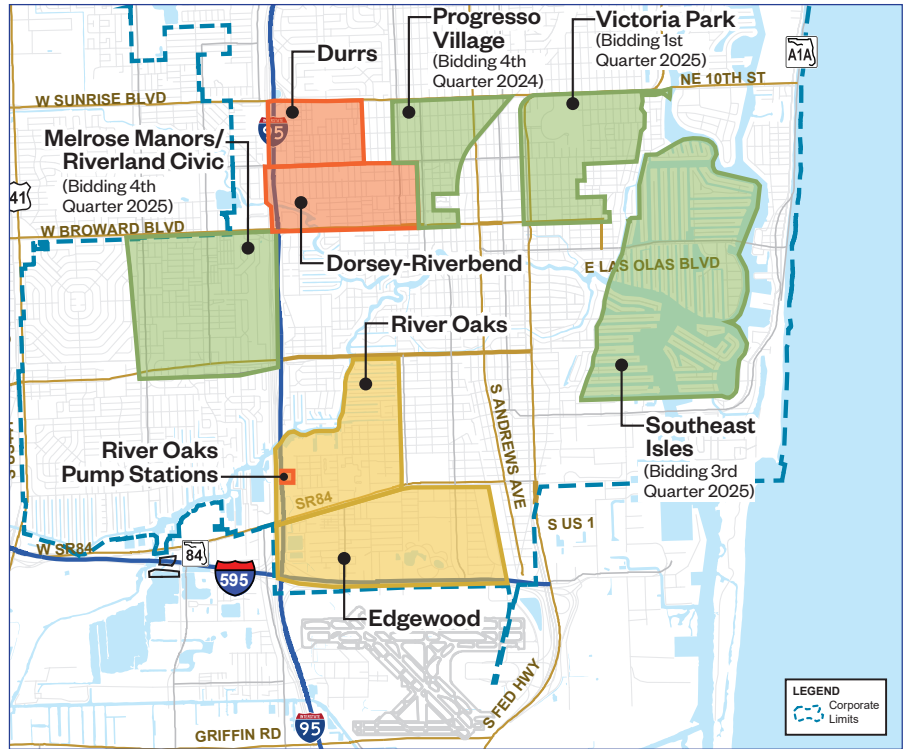 Progresso
Village
(Bidding 4th
Quarter 2024)
Victoria Park
(Bidding 1st
Quarter 2025)
A1A
Durrs
NE 10TH ST
W SUNRISE BLVD
95
Melrose Manors/
Riverland Civic
(Bidding 4th
Quarter 2025)
41
W BROWARD BLVD
Dorsey-Riverbend
E LAS OLAS BLVD
River Oaks
S ANDREWS AVE
Southeast
Isles
(Bidding 3rd
Quarter 2025)
River Oaks
Pump Stations
SR84
S US 1
W SR84
84
595
Edgewood
S FED HWY
LEGEND
Corporate
Limits
INTERSTATE
95
GRIFFIN RD